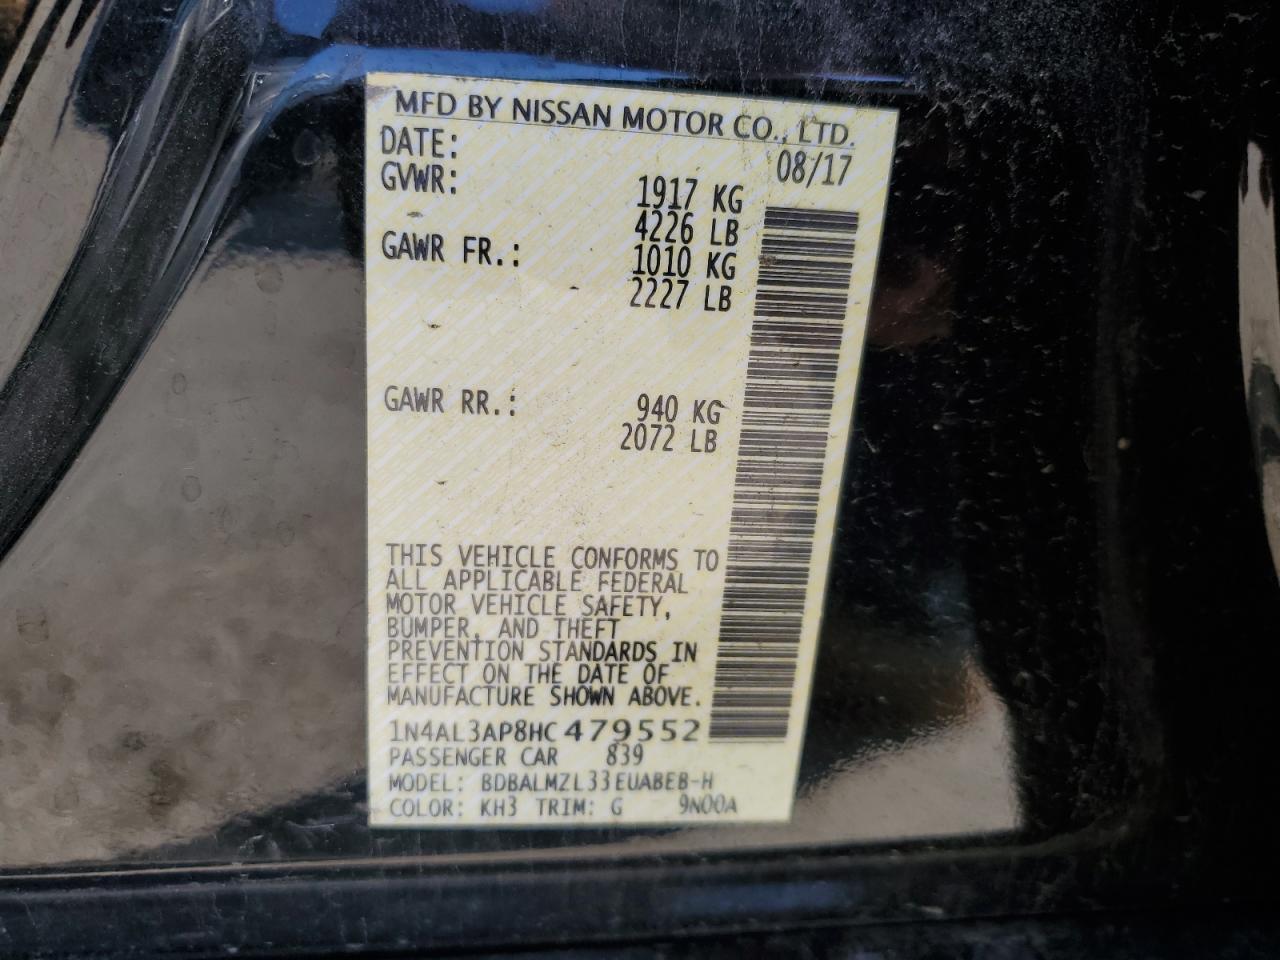 MFD BY NISSAN MOTOR CO., LTD.
DATE: 08/17
GVWR: 1917 KG
4226 LB
GAWR FR.: 1010 KG
2227 LB
GAWR RR.: 940 KG
2072 LB
THIS VEHICLE CONFORMS TO
ALL APPLICABLE FEDERAL
MOTOR VEHICLE SAFETY,
BUMPER, AND THEFT
PREVENTION STANDARDS IN
EFFECT ON THE DATE OF
MANUFACTURE SHOWN ABOVE.
1N4AL3AP8HC479552
PASSENGER CAR 839
MODEL: BDBALMZL33EUABEB-H
COLOR: KH3 TRIM: G 9N00A